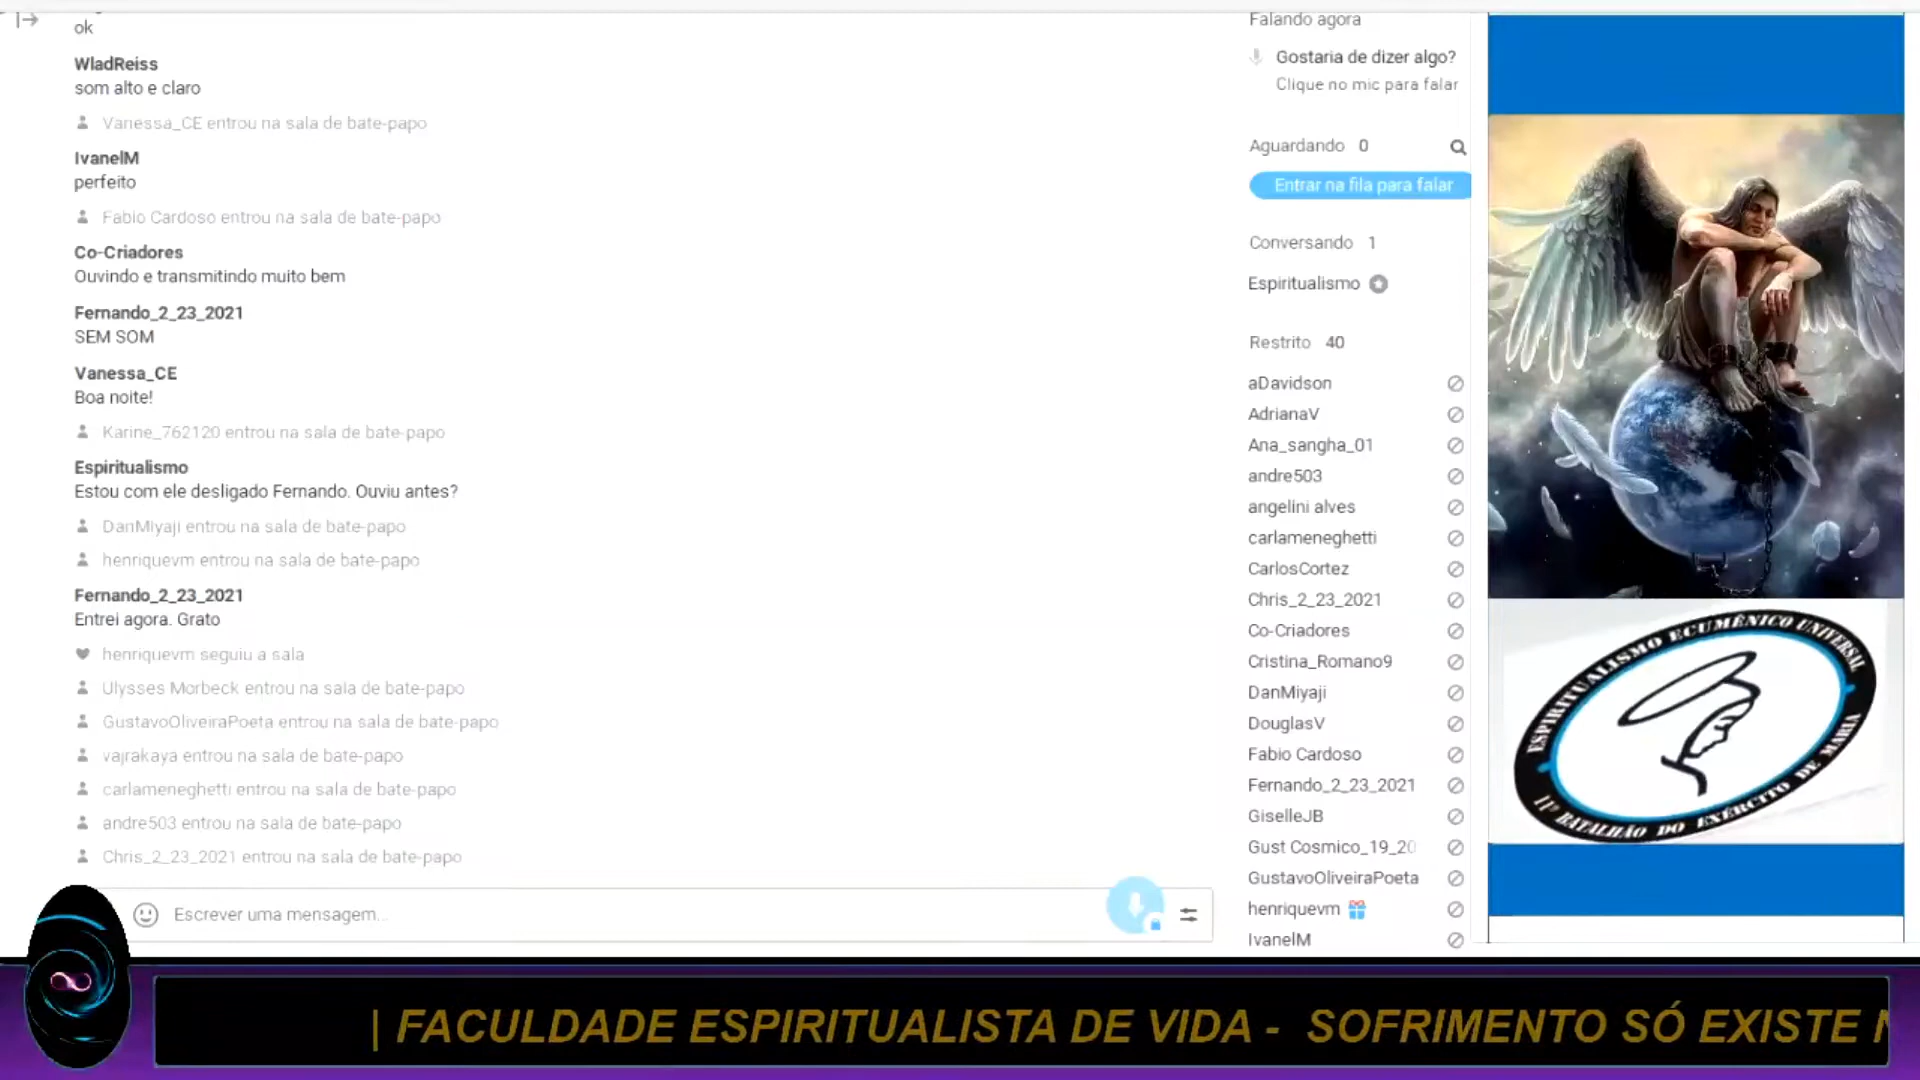 ok
WladReiss
som alto e claro
Vanessa_CE entrou na sala de bate-papo
IvanelM
perfeito
Fabio Cardoso entrou na sala de bate-papo
Co-Criadores
Ouvindo e transmitindo muito bem
Fernando_2_23_2021
SEM SOM
Vanessa_CE
Boa noite!
Karine_762120 entrou na sala de bate-papo
Espiritualismo
Estou com ele desligado Fernando. Ouviu antes?
DanMiyaji entrou na sala de bate-papo
henriquevm entrou na sala de bate-papo
Fernando_2_23_2021
Entrei agora. Grato
henriquevm seguiu a sala
Ulysses Morbeck entrou na sala de bate-papo
GustavoOliveiraPoeta entrou na sala de bate-papo
vajrakaya entrou na sala de bate-papo
carlameneghetti entrou na sala de bate-papo
andre503 entrou na sala de bate-papo
Chris_2_23_2021 entrou na sala de bate-papo
Escrever uma mensagem...
Falando agora
Gostaria de dizer algo?
Clique no mic para falar
Aguardando 0
Entrar na fila para falar
Conversando 1
Espiritualismo
Restrito 40
aDavidson
AdrianaV
Ana_sangha_01
andre503
angelini alves
carlameneghetti
CarlosCortez
Chris_2_23_2021
Co-Criadores
Cristina_Romano9
DanMiyaji
DouglasV
Fabio Cardoso
Fernando_2_23_2021
GiselleJB
Gust Cosmico_19_20
GustavoOliveiraPoeta
henriquevm
IvanelM
ESPIRITUALISMO ECUMÊNICO UNIVERSAL
11º BATALHÃO DO EXÉRCITO DE MARIA
| FACULDADE ESPIRITUALISTA DE VIDA - SOFRIMENTO SÓ EXISTE